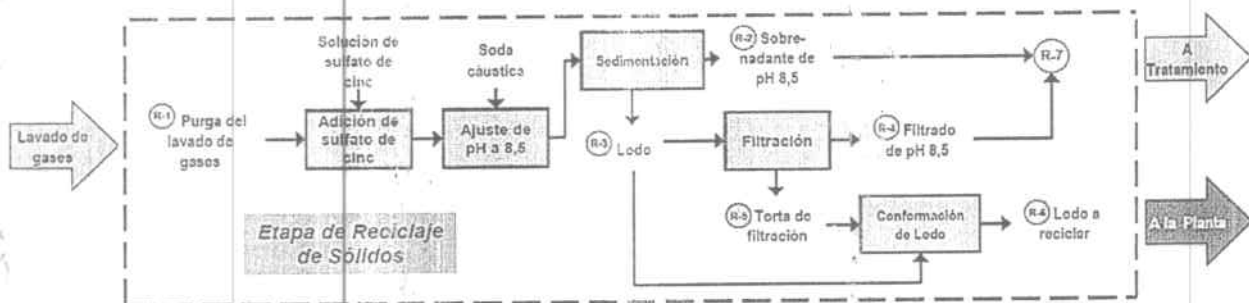 Lavado de
gases
R-1 Purga del
lavado de
gases
Solución de
sulfato de
cinc
Adición de
sulfato de
cinc
Soda
cáustica
Ajuste de
pH a 8,5
Sedimentación
R-2 Sobre-
nadante de
pH 8,5
R-7
R-3 Lodo
Filtración
R-4 Filtrado
de pH 8,5
R-5 Torta de
filtración
Conformación
de Lodo
R-6 Lodo a
reciclar
Etapa de Reciclaje
de Sólidos
A
Tratamiento
A la Planta